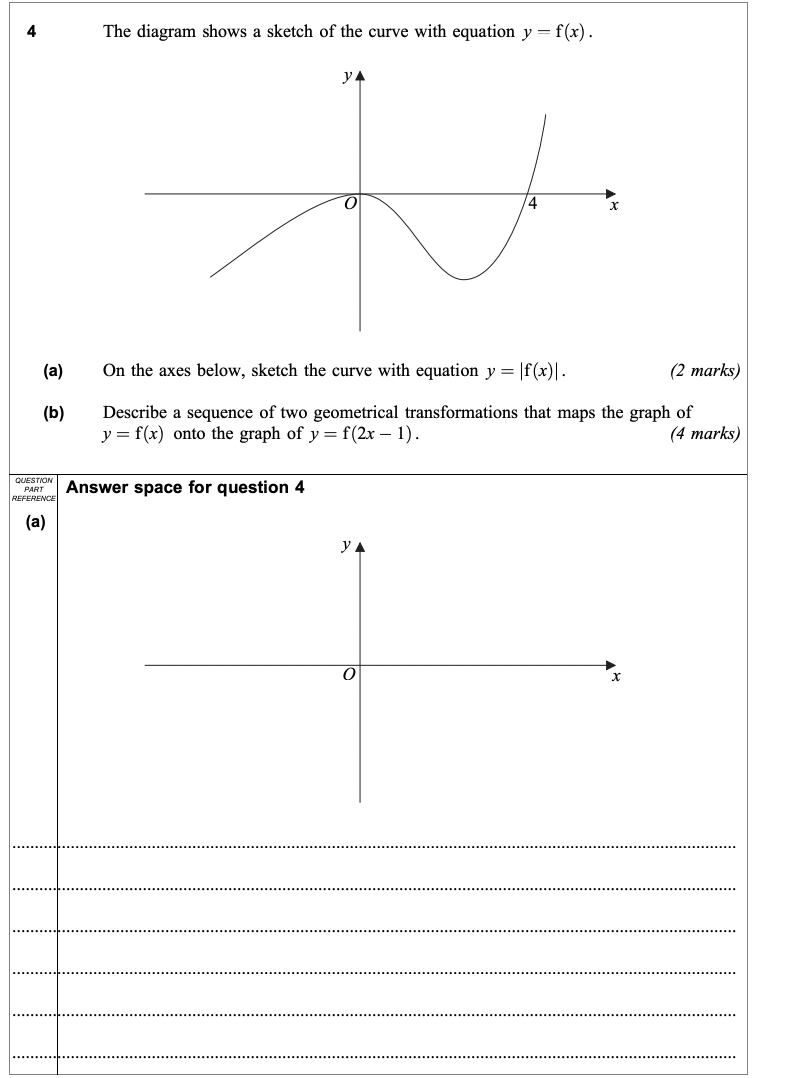 4 The diagram shows a sketch of the curve with equation y = f(x) .
y
O 4 x
(a) On the axes below, sketch the curve with equation y = |f(x)| . (2 marks)
(b) Describe a sequence of two geometrical transformations that maps the graph of
y = f(x) onto the graph of y = f(2x − 1) . (4 marks)
QUESTION
PART
REFERENCE
Answer space for question 4
(a)
y
O x